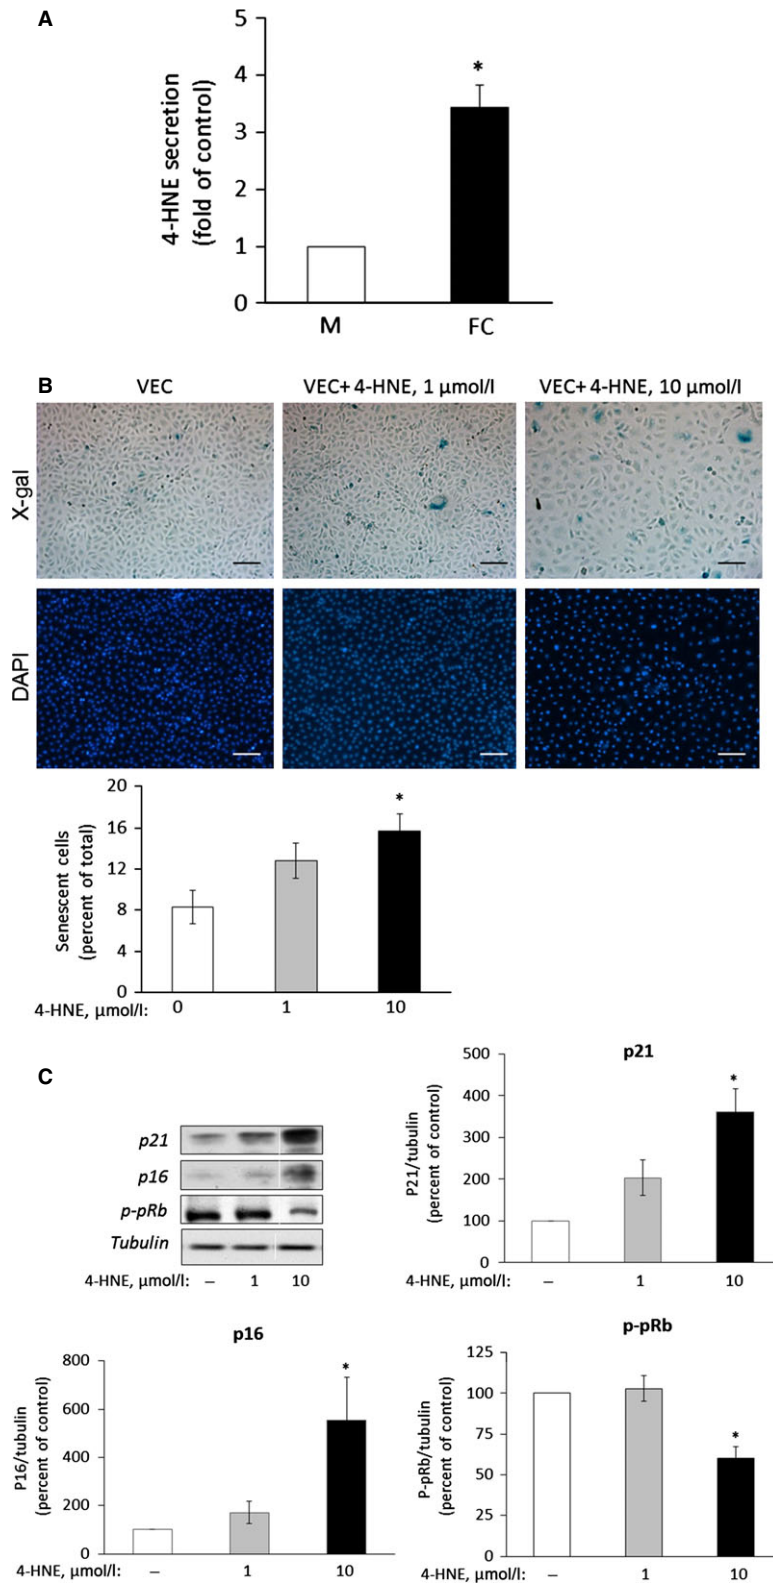 A
5
4
3
2
1
0
4-HNE secretion
(fold of control)
*
M FC
B
VEC VEC+ 4-HNE, 1 μmol/l VEC+ 4-HNE, 10 μmol/l
X-gal
DAPI
20
16
12
8
4
0
Senescent cells
(percent of total)
*
4-HNE, μmol/l: 0 1 10
C
p21
p16
p-pRb
Tubulin
4-HNE, μmol/l: – 1 10
p21
500
400
300
200
100
0
P21/tubulin
(percent of control)
*
4-HNE, μmol/l: – 1 10
p16
800
600
400
200
0
P16/tubulin
(percent of control)
*
4-HNE, μmol/l: – 1 10
p-pRb
125
100
75
50
25
0
P-pRb/tubulin
(percent of control)
*
4-HNE, μmol/l: – 1 10